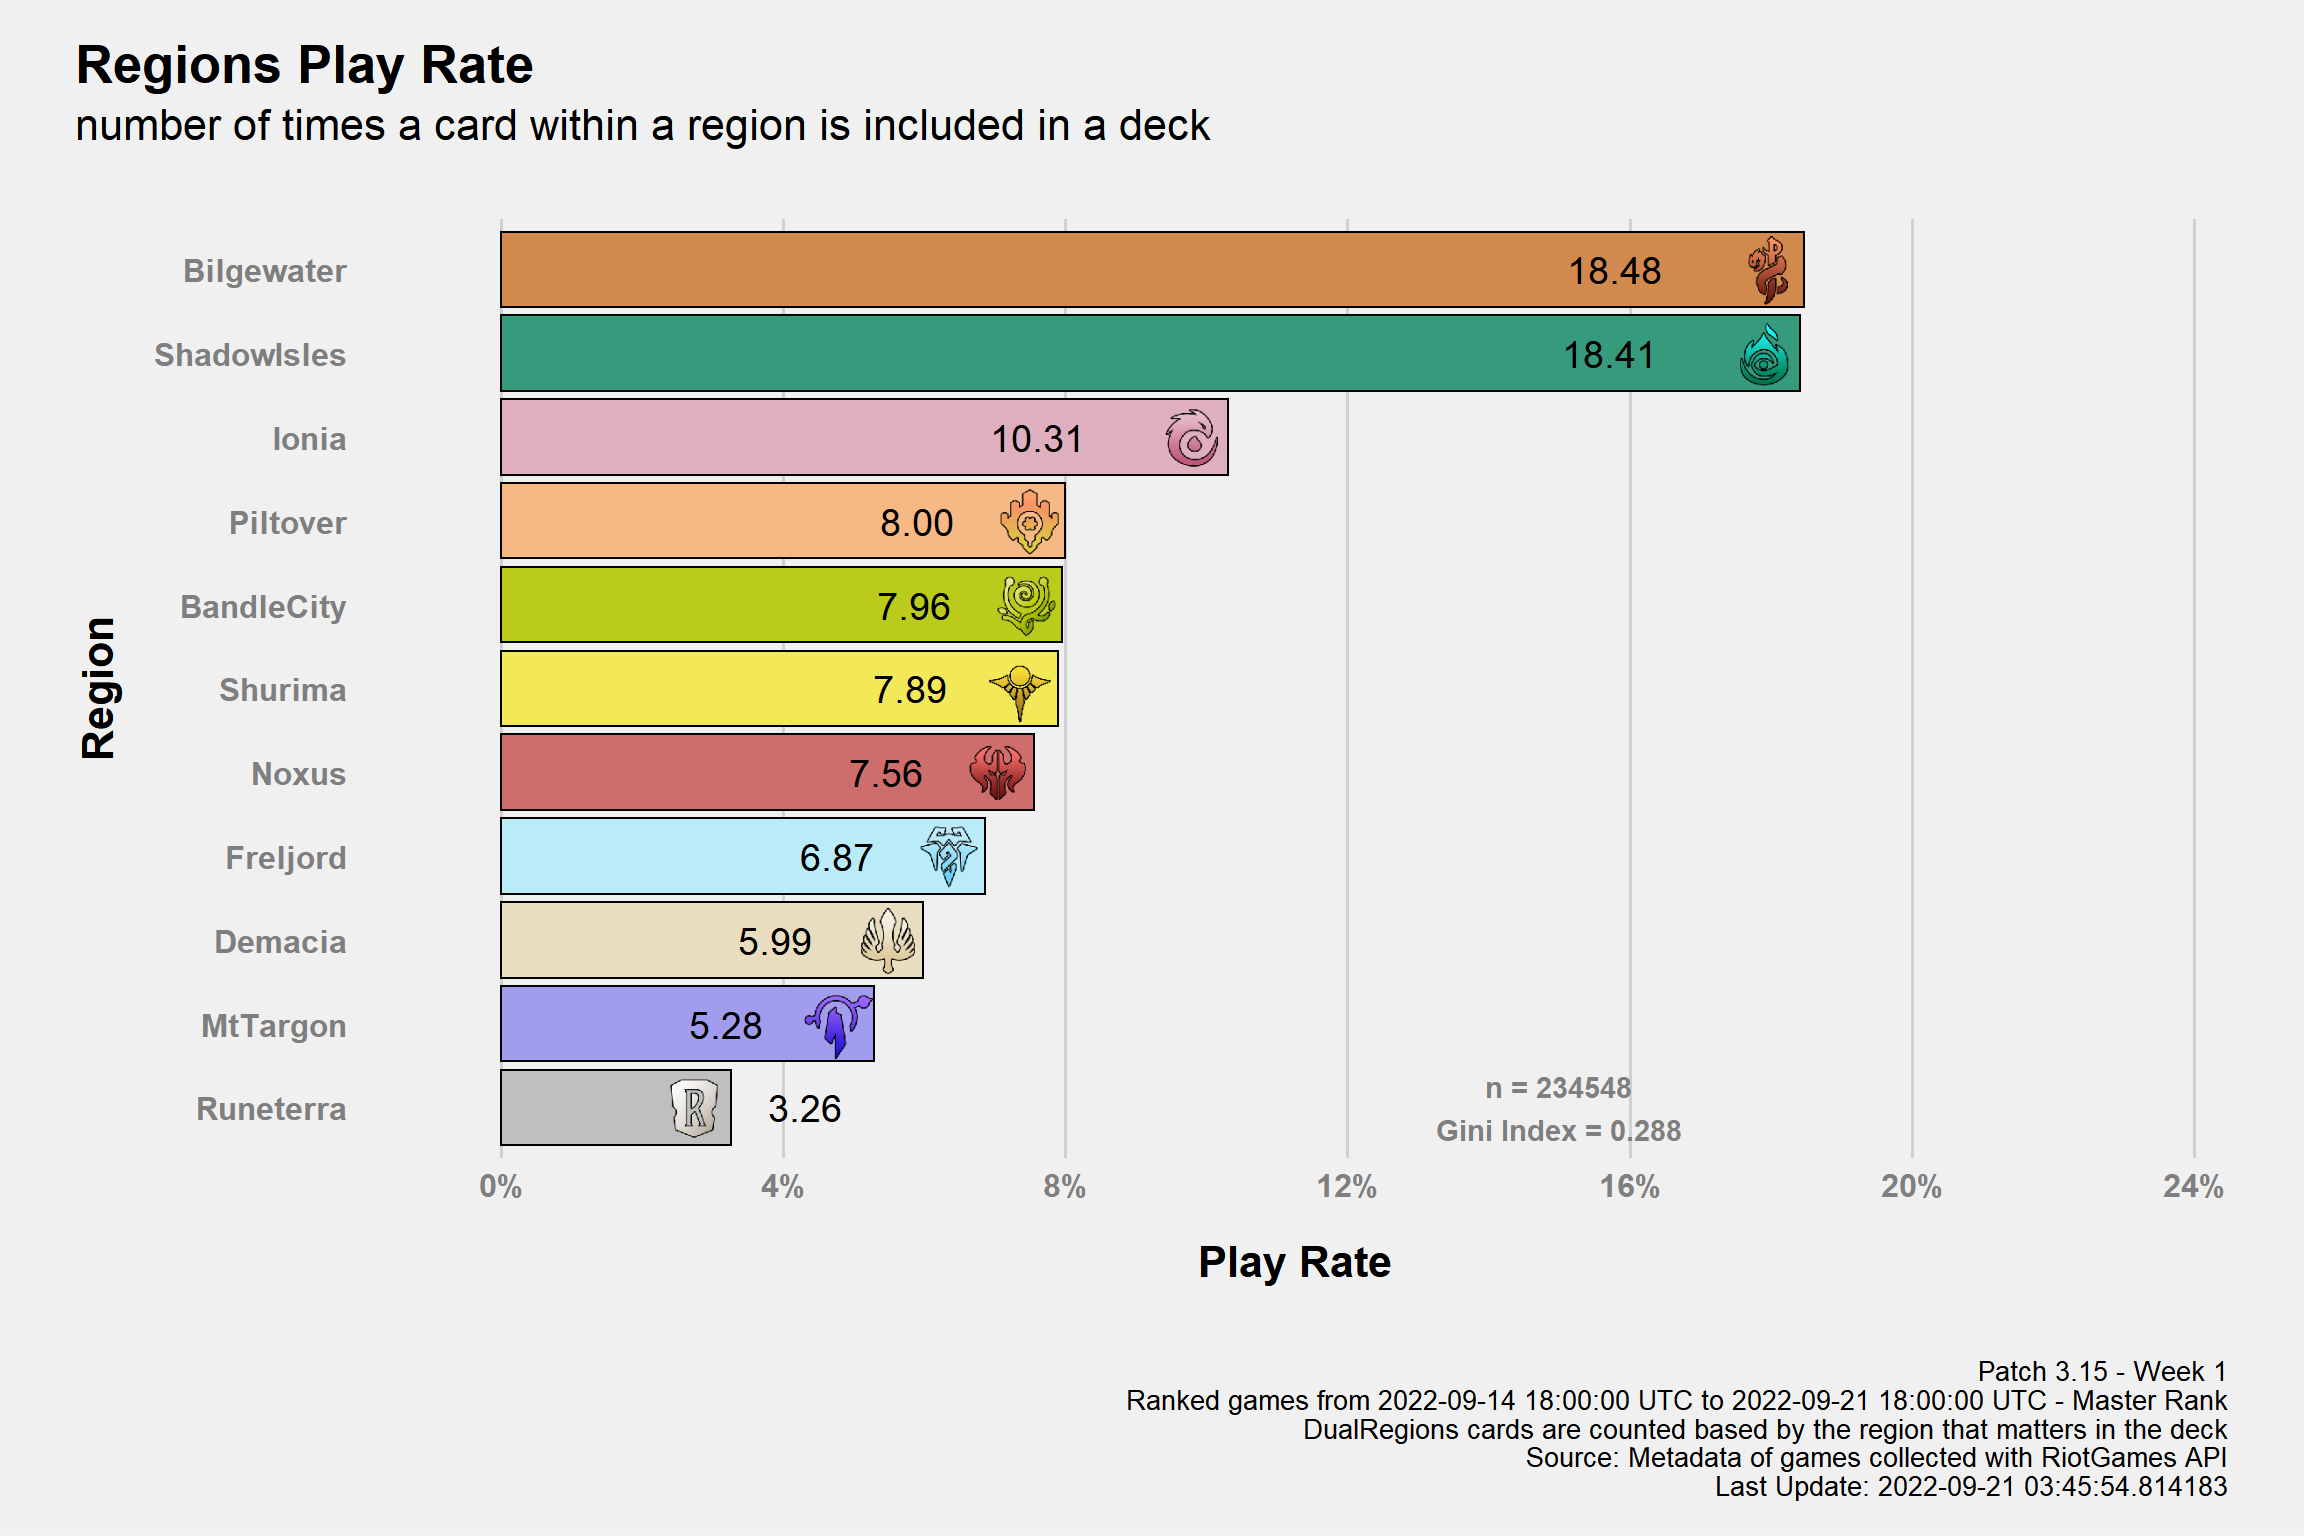 Regions Play Rate
number of times a card within a region is included in a deck
Region
Bilgewater 18.48
ShadowIsles 18.41
Ionia 10.31
Piltover 8.00
BandleCity 7.96
Shurima 7.89
Noxus 7.56
Freljord 6.87
Demacia 5.99
MtTargon 5.28
Runeterra R 3.26
n = 234548
Gini Index = 0.288
0% 4% 8% 12% 16% 20% 24%
Play Rate
Patch 3.15 - Week 1
Ranked games from 2022-09-14 18:00:00 UTC to 2022-09-21 18:00:00 UTC - Master Rank
DualRegions cards are counted based by the region that matters in the deck
Source: Metadata of games collected with RiotGames API
Last Update: 2022-09-21 03:45:54.814183